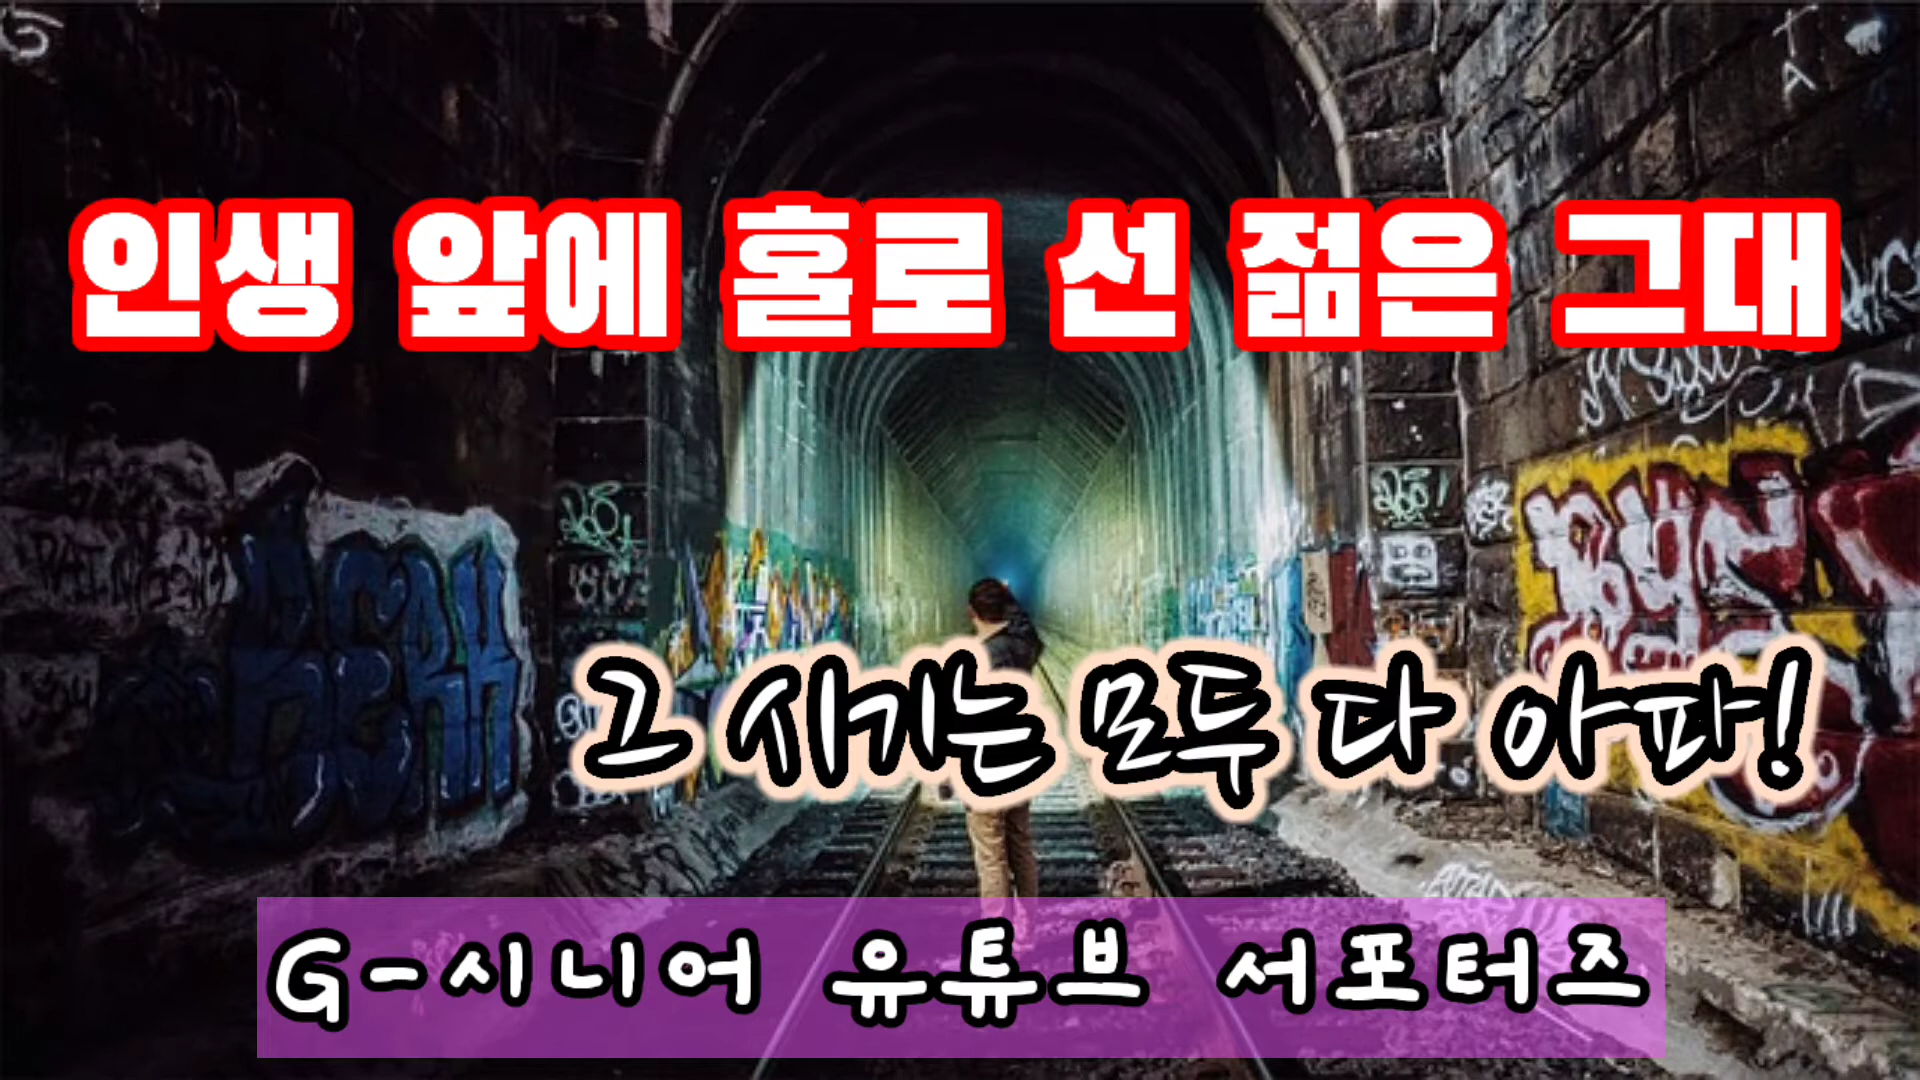 인생 앞에 홀로 선 젊은 그대
그 시기는 모두 다 아파!
G-시니어 유튜브 서포터즈